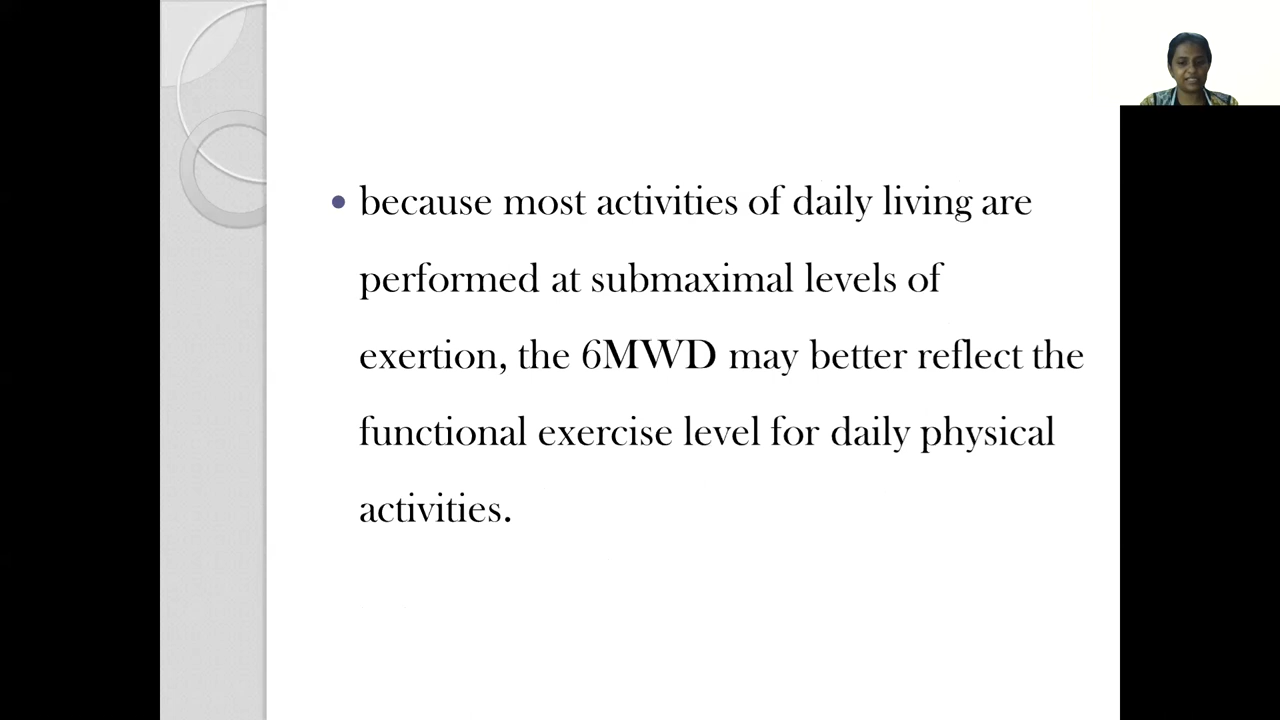 because most activities of daily living are
performed at submaximal levels of
exertion, the 6MWD may better reflect the
functional exercise level for daily physical
activities.